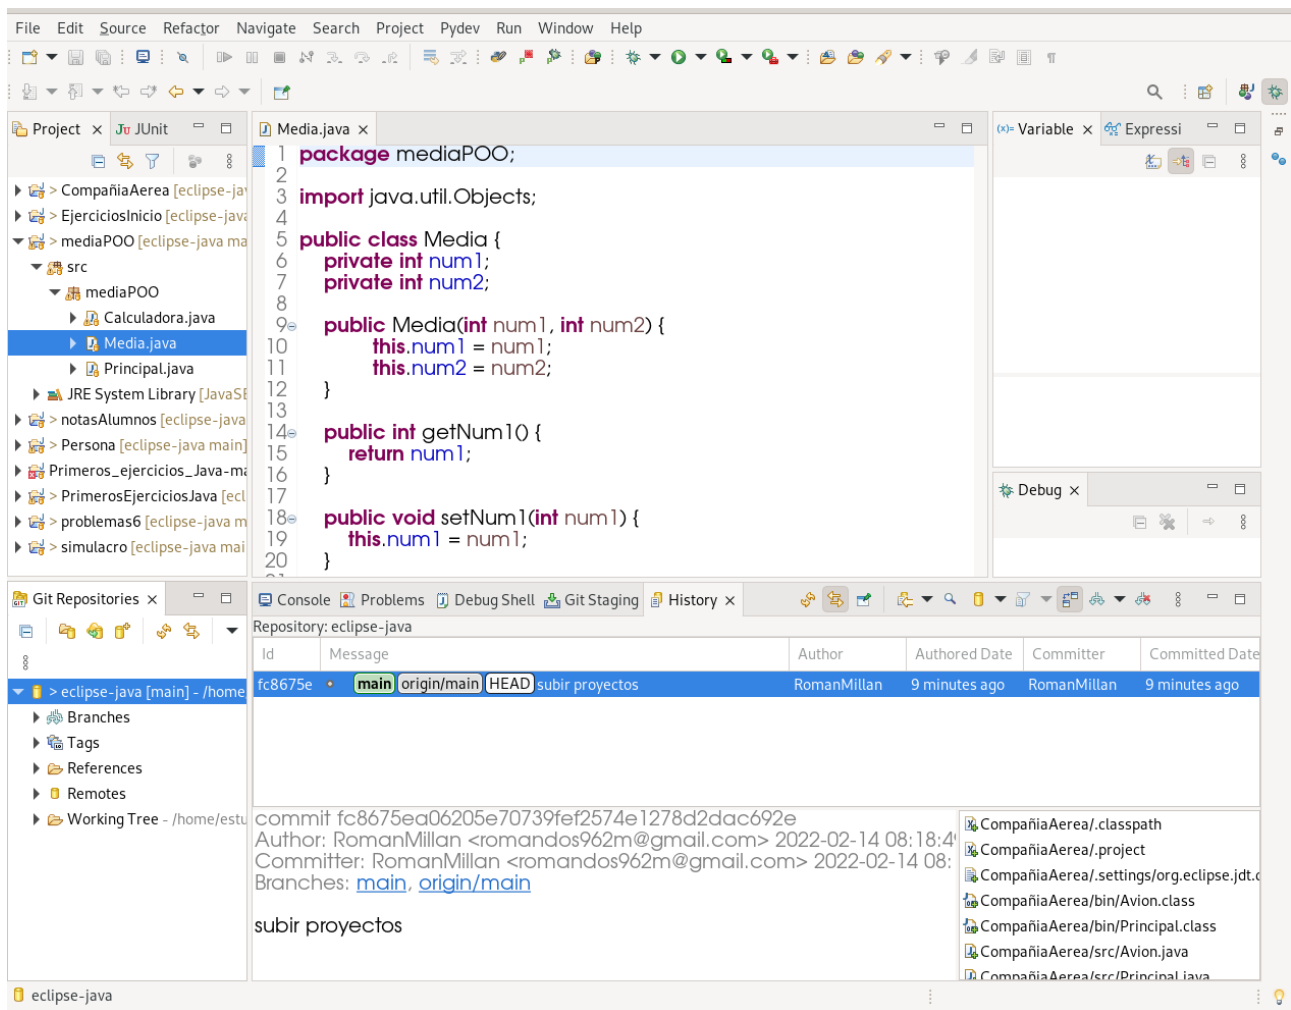 File Edit Source Refactor Navigate Search Project Pydev Run Window Help
Project
JUnit
> CompañiaAerea [eclipse-jav
> EjerciciosInicio [eclipse-java
> mediaPOO [eclipse-java ma
src
mediaPOO
Calculadora.java
Media.java
Principal.java
JRE System Library [JavaSE
> notasAlumnos [eclipse-java
> Persona [eclipse-java main]
Primeros_ejercicios_Java-ma
> PrimerosEjerciciosJava [ecl
> problemas6 [eclipse-java m
> simulacro [eclipse-java mai
Media.java
1 package mediaPOO;
2
3 import java.util.Objects;
4
5 public class Media {
6 private int num1;
7 private int num2;
8
9 public Media(int num1, int num2) {
10 this.num1 = num1;
11 this.num2 = num2;
12 }
13
14 public int getNum1() {
15 return num1;
16 }
17
18 public void setNum1(int num1) {
19 this.num1 = num1;
20 }
(x)= Variable
Expressi
Debug
Git Repositories
> eclipse-java [main] - /home
Branches
Tags
References
Remotes
Working Tree - /home/estu
Console Problems Debug Shell Git Staging History
Repository: eclipse-java
Id Message Author Authored Date Committer Committed Date
fc8675e main origin/main HEAD subir proyectos RomanMillan 9 minutes ago RomanMillan 9 minutes ago
commit fc8675ea06205e70739fef2574e1278d2dac692e
Author: RomanMillan <romandos962m@gmail.com> 2022-02-14 08:18:4
Committer: RomanMillan <romandos962m@gmail.com> 2022-02-14 08:
Branches: main, origin/main
subir proyectos
CompañiaAerea/.classpath
CompañiaAerea/.project
CompañiaAerea/.settings/org.eclipse.jdt.c
CompañiaAerea/bin/Avion.class
CompañiaAerea/bin/Principal.class
CompañiaAerea/src/Avion.java
CompañiaAerea/src/Principal.java
eclipse-java